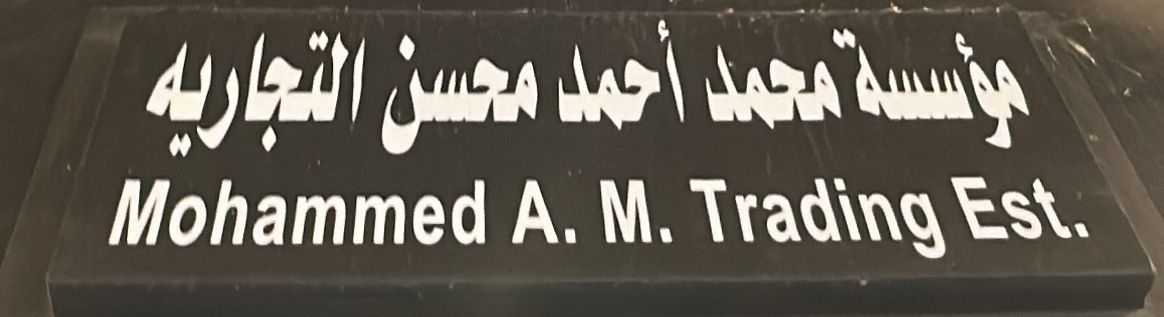 مؤسسة محمد أحمد محسن التجاريه
Mohammed A. M. Trading Est.